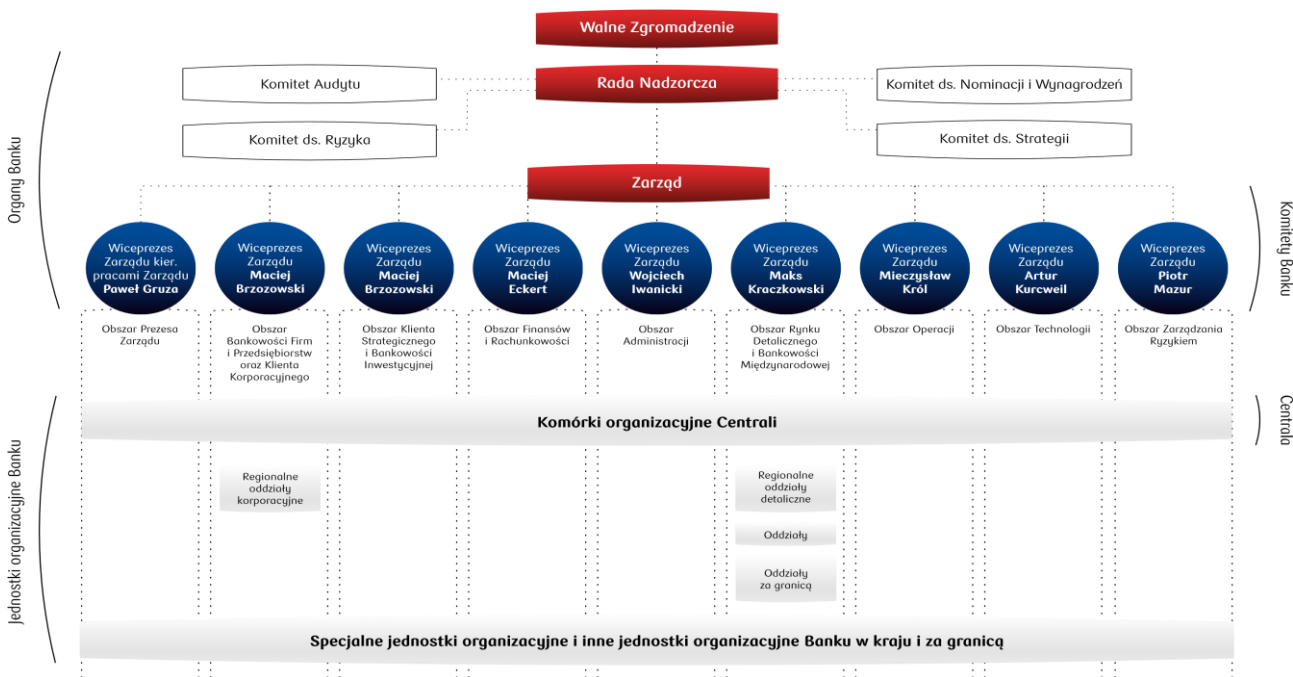 Walne Zgromadzenie
Organy Banku
Komitet Audytu
Rada Nadzorcza
Komitet ds. Nominacji i Wynagrodzeń
Komitet ds. Ryzyka
Komitet ds. Strategii
Zarząd
Komitety Banku
Wiceprezes
Zarządu kier.
pracami Zarządu
Paweł Gruza
Wiceprezes
Zarządu
Maciej
Brzozowski
Wiceprezes
Zarządu
Maciej
Brzozowski
Wiceprezes
Zarządu
Maciej
Eckert
Wiceprezes
Zarządu
Wojciech
Iwanicki
Wiceprezes
Zarządu
Maks
Kraczkowski
Wiceprezes
Zarządu
Mieczysław
Król
Wiceprezes
Zarządu
Artur
Kurcweil
Wiceprezes
Zarządu
Piotr
Mazur
Obszar Prezesa
Zarządu
Obszar
Bankowości Firm
i Przedsiębiorstw
oraz Klienta
Korporacyjnego
Obszar Klienta
Strategicznego
i Bankowości
Inwestycyjnej
Obszar Finansów
i Rachunkowości
Obszar
Administracji
Obszar Rynku
Detalicznego
i Bankowości
Międzynarodowej
Obszar Operacji
Obszar Technologii
Obszar Zarządzania
Ryzykiem
Jednostki organizacyjne Banku
Komórki organizacyjne Centrali
Centrala
Regionalne
oddziały
korporacyjne
Regionalne
oddziały
detaliczne
Oddziały
Oddziały
za granicą
Specjalne jednostki organizacyjne i inne jednostki organizacyjne Banku w kraju i za granicą